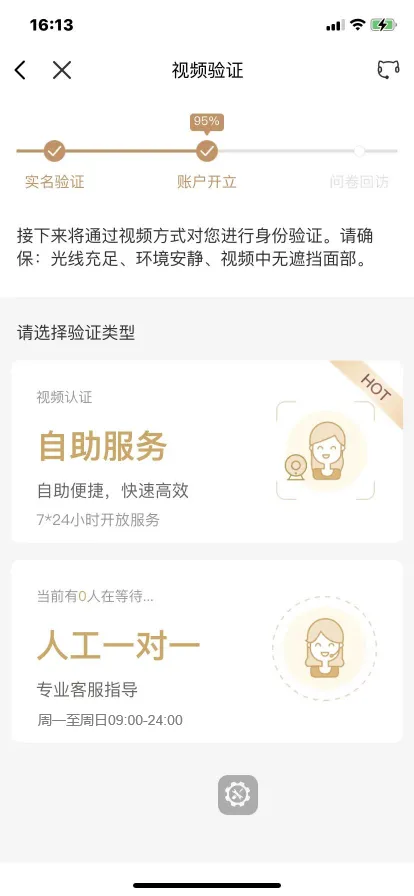 16:13
视频验证
95%
实名验证
账户开立
问卷回访
接下来将通过视频方式对您进行身份验证。请确
保：光线充足、环境安静、视频中无遮挡面部。
请选择验证类型
HOT
视频认证
自助服务
自助便捷，快速高效
7*24小时开放服务
当前有0人在等待...
人工一对一
专业客服指导
周一至周日09:00-24:00